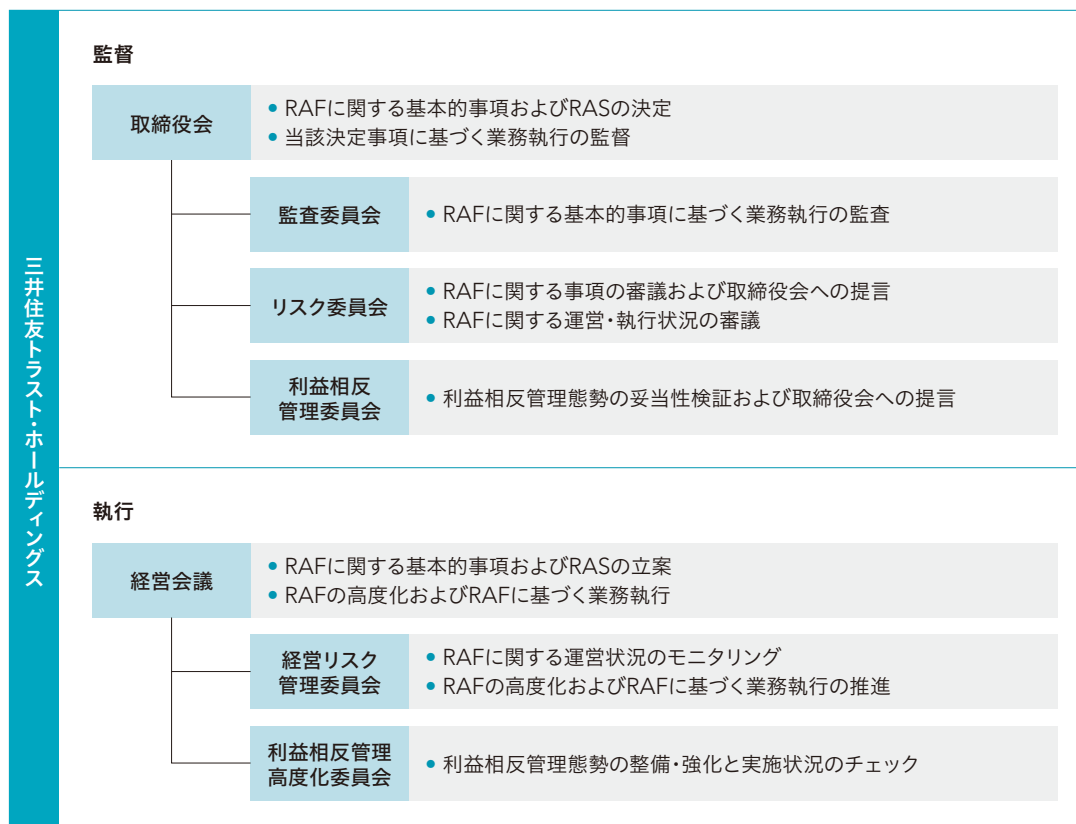 三井住友トラスト・ホールディングス
監督
取締役会
• RAFに関する基本的事項およびRASの決定
• 当該決定事項に基づく業務執行の監督
監査委員会
• RAFに関する基本的事項に基づく業務執行の監査
リスク委員会
• RAFに関する事項の審議および取締役会への提言
• RAFに関する運営・執行状況の審議
利益相反
管理委員会
• 利益相反管理態勢の妥当性検証および取締役会への提言
執行
経営会議
• RAFに関する基本的事項およびRASの立案
• RAFの高度化およびRAFに基づく業務執行
経営リスク
管理委員会
• RAFに関する運営状況のモニタリング
• RAFの高度化およびRAFに基づく業務執行の推進
利益相反管理
高度化委員会
• 利益相反管理態勢の整備・強化と実施状況のチェック